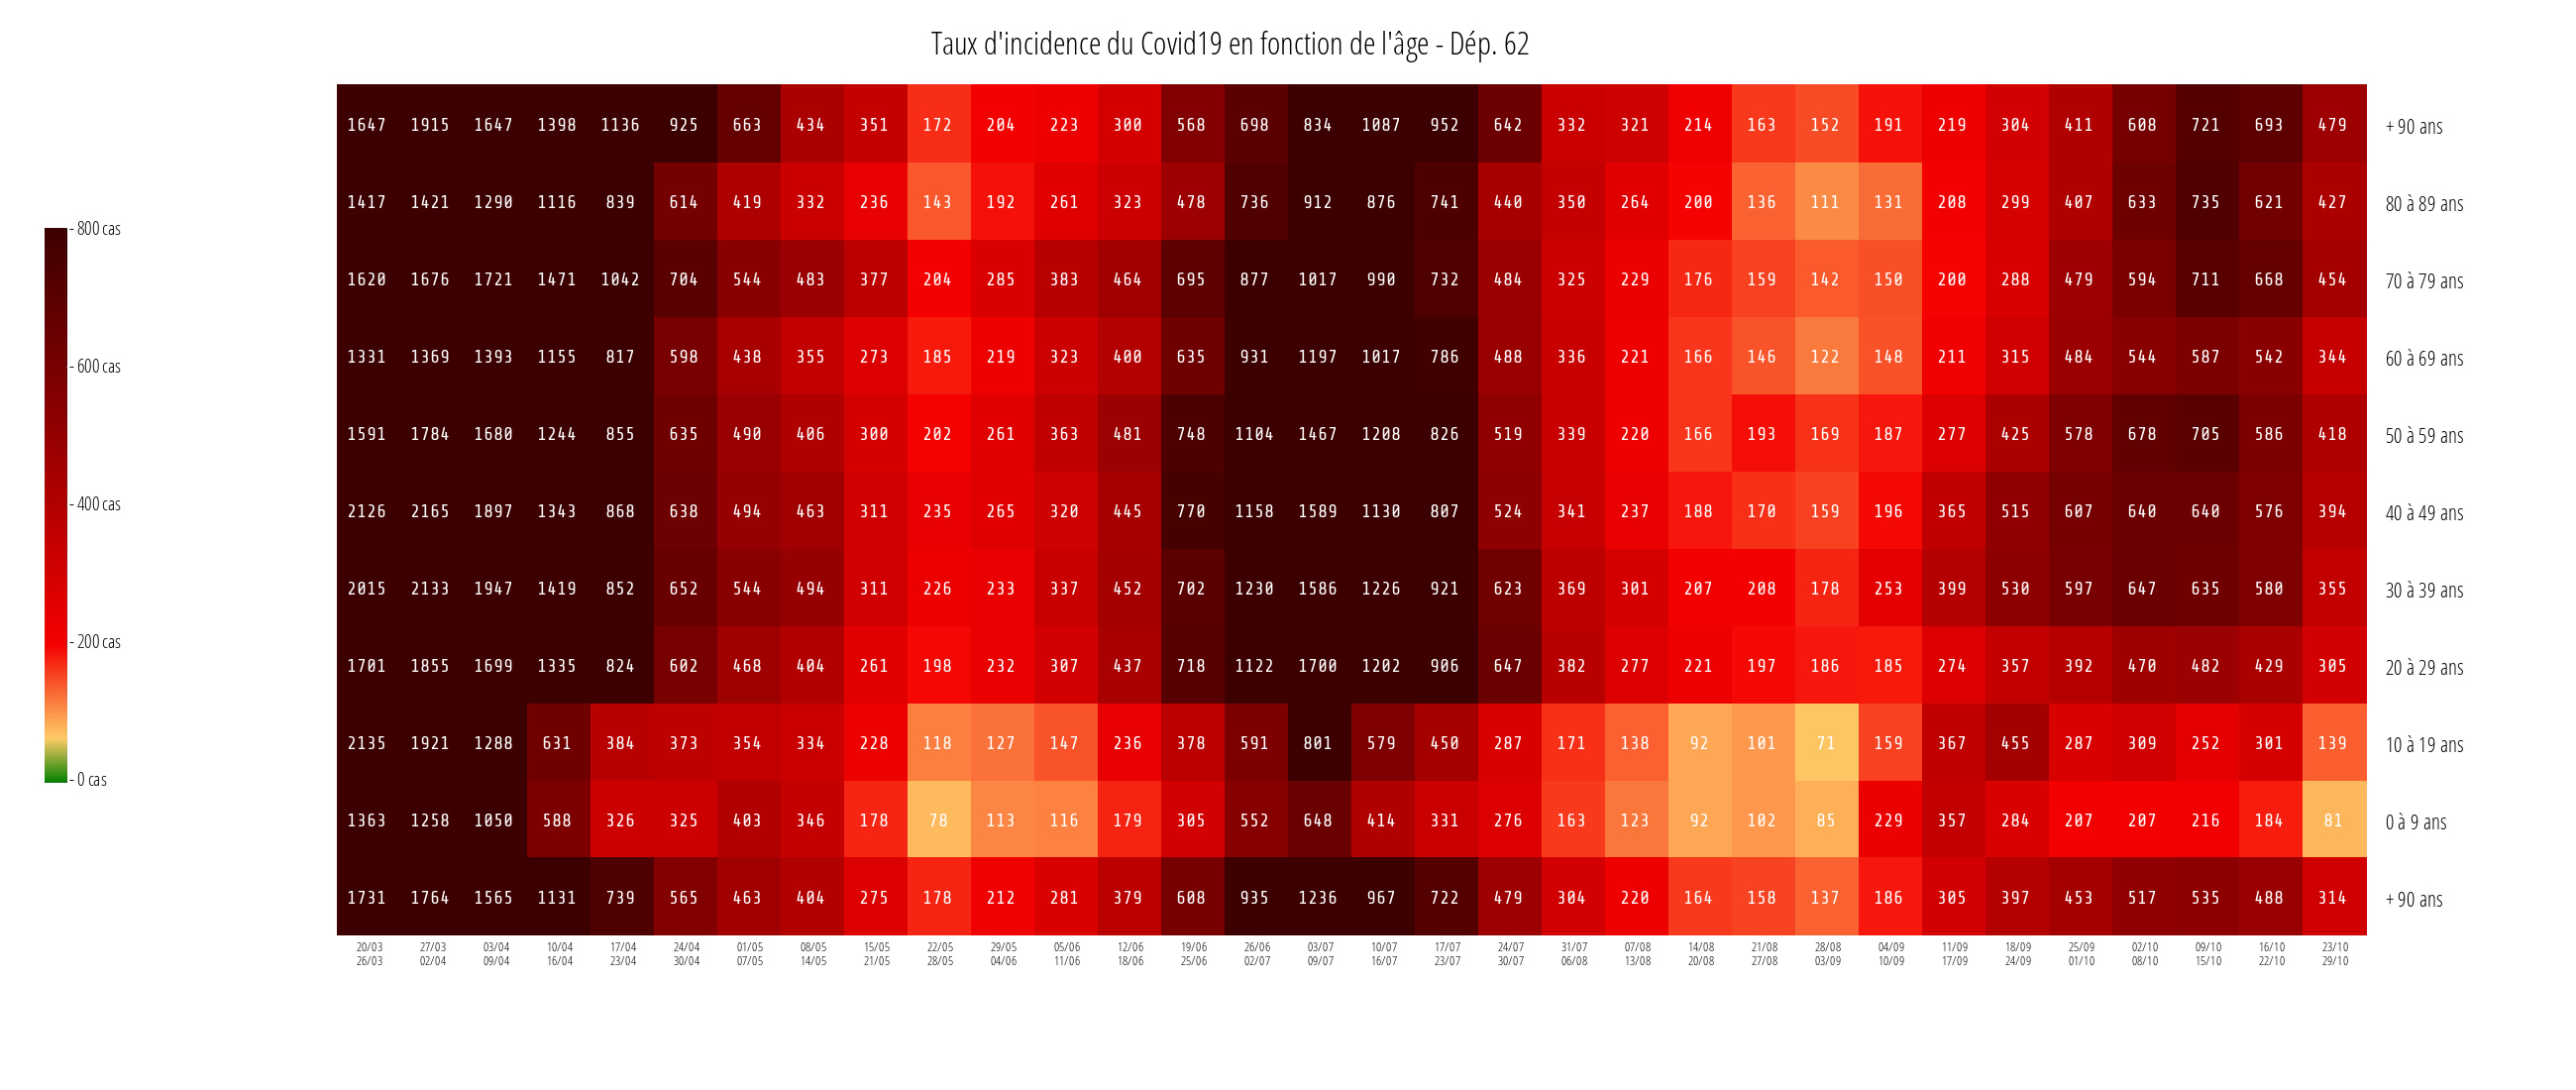 Taux d'incidence du Covid19 en fonction de l'âge - Dép. 62
1647 1915 1647 1398 1136 925 663 434 351 172 204 223 300 568 698 834 1087 952 642 332 321 214 163 152 191 219 304 411 608 721 693 479 + 90 ans
1417 1421 1290 1116 839 614 419 332 236 143 192 261 323 478 736 912 876 741 440 350 264 200 136 111 131 208 299 407 633 735 621 427 80 à 89 ans
- 800 cas
1620 1676 1721 1471 1042 704 544 483 377 204 285 383 464 695 877 1017 990 732 484 325 229 176 159 142 150 200 288 479 594 711 668 454 70 à 79 ans
1331 1369 1393 1155 817 598 438 355 273 185 219 323 400 635 931 1197 1017 786 488 336 221 166 146 122 148 211 315 484 544 587 542 344 60 à 69 ans
- 600 cas
1591 1784 1680 1244 855 635 490 406 300 202 261 363 481 748 1104 1467 1208 826 519 339 220 166 193 169 187 277 425 578 678 705 586 418 50 à 59 ans
- 400 cas
2126 2165 1897 1343 868 638 494 463 311 235 265 320 445 770 1158 1589 1130 807 524 341 237 188 170 159 196 365 515 607 640 640 576 394 40 à 49 ans
2015 2133 1947 1419 852 652 544 494 311 226 233 337 452 702 1230 1586 1226 921 623 369 301 207 208 178 253 399 530 597 647 635 580 355 30 à 39 ans
- 200 cas
1701 1855 1699 1335 824 602 468 404 261 198 232 307 437 718 1122 1700 1202 906 647 382 277 221 197 186 185 274 357 392 470 482 429 305 20 à 29 ans
2135 1921 1288 631 384 373 354 334 228 118 127 147 236 378 591 801 579 450 287 171 138 92 101 71 159 367 455 287 309 252 301 139 10 à 19 ans
- 0 cas
1363 1258 1050 588 326 325 403 346 178 78 113 116 179 305 552 648 414 331 276 163 123 92 102 85 229 357 284 207 207 216 184 81 0 à 9 ans
1731 1764 1565 1131 739 565 463 404 275 178 212 281 379 608 935 1236 967 722 479 304 220 164 158 137 186 305 397 453 517 535 488 314 + 90 ans
20/03 27/03 03/04 10/04 17/04 24/04 01/05 08/05 15/05 22/05 29/05 05/06 12/06 19/06 26/06 03/07 10/07 17/07 24/07 31/07 07/08 14/08 21/08 28/08 04/09 11/09 18/09 25/09 02/10 09/10 16/10 23/10
26/03 02/04 09/04 16/04 23/04 30/04 07/05 14/05 21/05 28/05 04/06 11/06 18/06 25/06 02/07 09/07 16/07 23/07 30/07 06/08 13/08 20/08 27/08 03/09 10/09 17/09 24/09 01/10 08/10 15/10 22/10 29/10